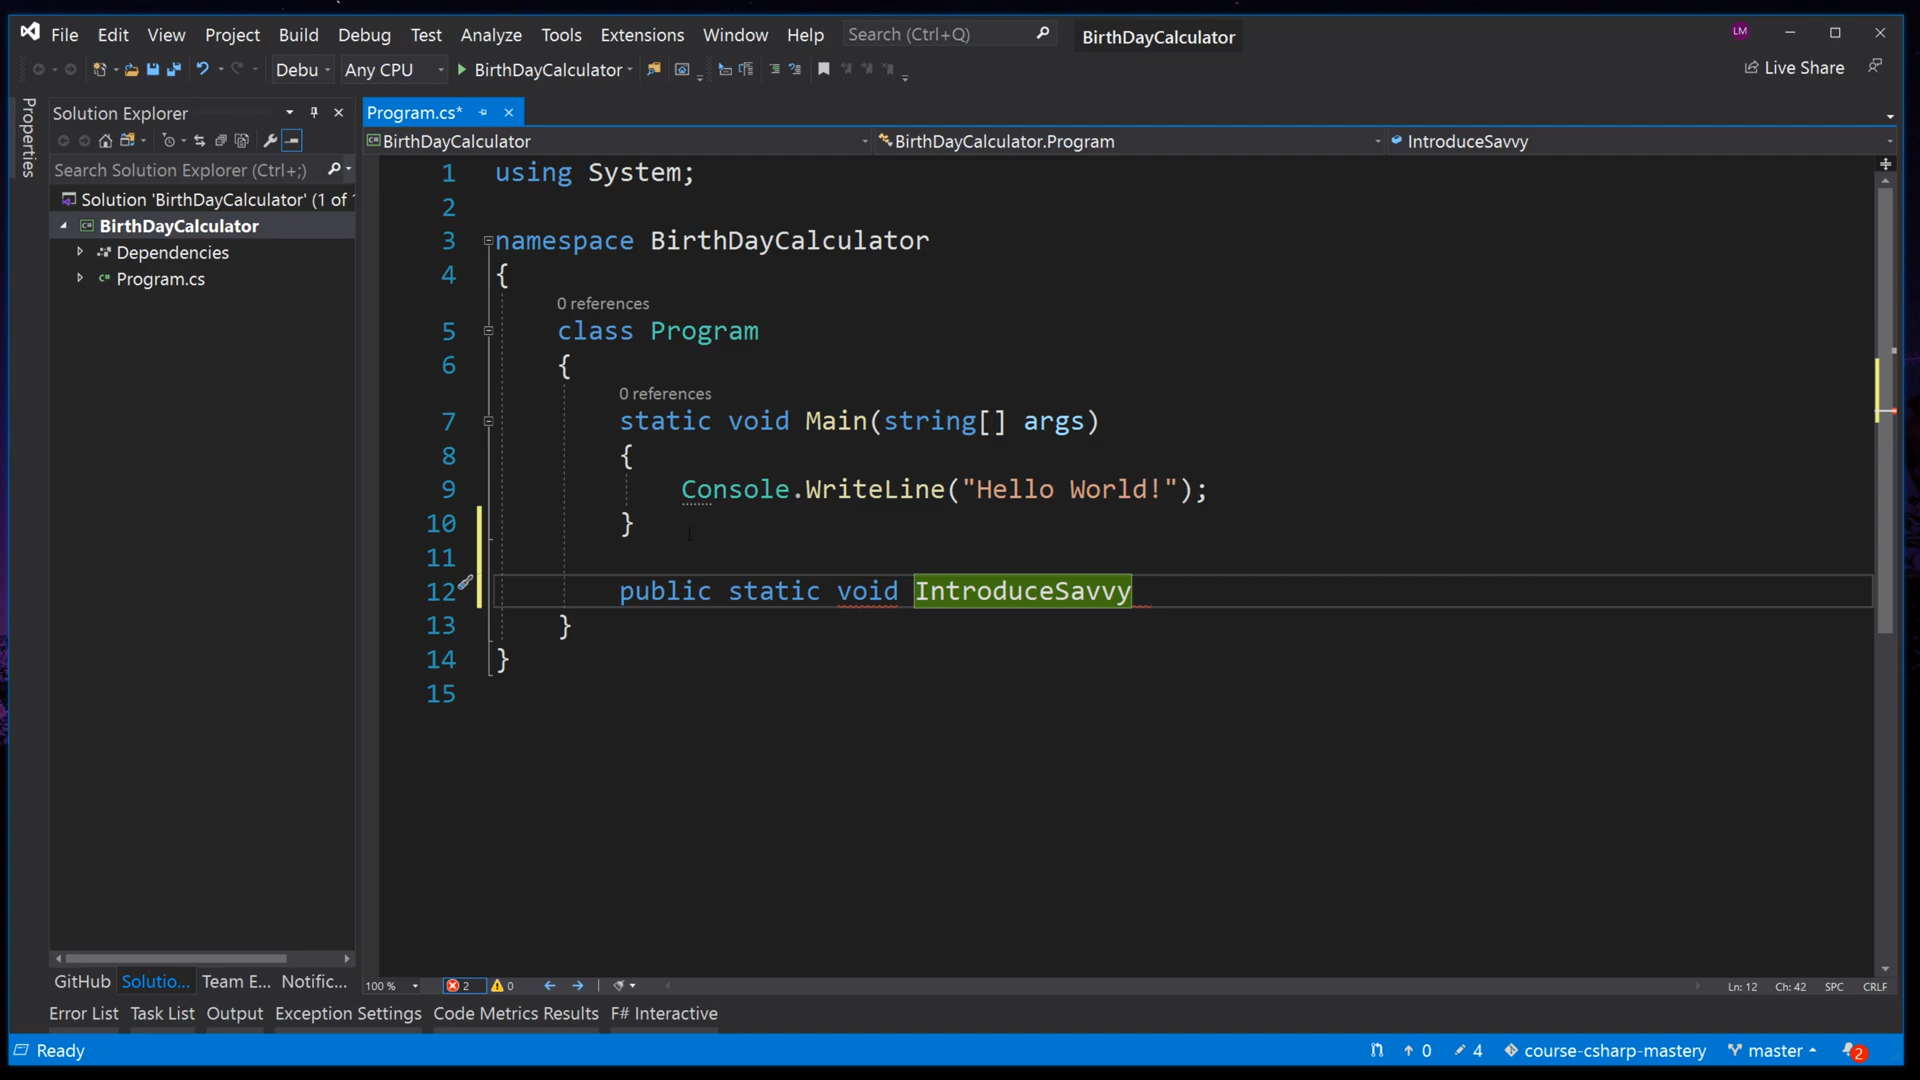 File Edit View Project Build Debug Test Analyze Tools Extensions Window Help Search (Ctrl+Q) BirthDayCalculator LM
Debu Any CPU BirthDayCalculator Live Share
Properties
Solution Explorer
Search Solution Explorer (Ctrl+;)
Solution 'BirthDayCalculator' (1 of 1
BirthDayCalculator
Dependencies
Program.cs
Program.cs*
BirthDayCalculator BirthDayCalculator.Program IntroduceSavvy
1 using System;
2
3 namespace BirthDayCalculator
4 {
0 references
5 class Program
6 {
0 references
7 static void Main(string[] args)
8 {
9 Console.WriteLine("Hello World!");
10 }
11
12 public static void IntroduceSavvy
13 }
14 }
15
GitHub Solutio... Team E... Notific...
100 % 2 0 Ln: 12 Ch: 42 SPC CRLF
Error List Task List Output Exception Settings Code Metrics Results F# Interactive
Ready 0 4 course-csharp-mastery master 2